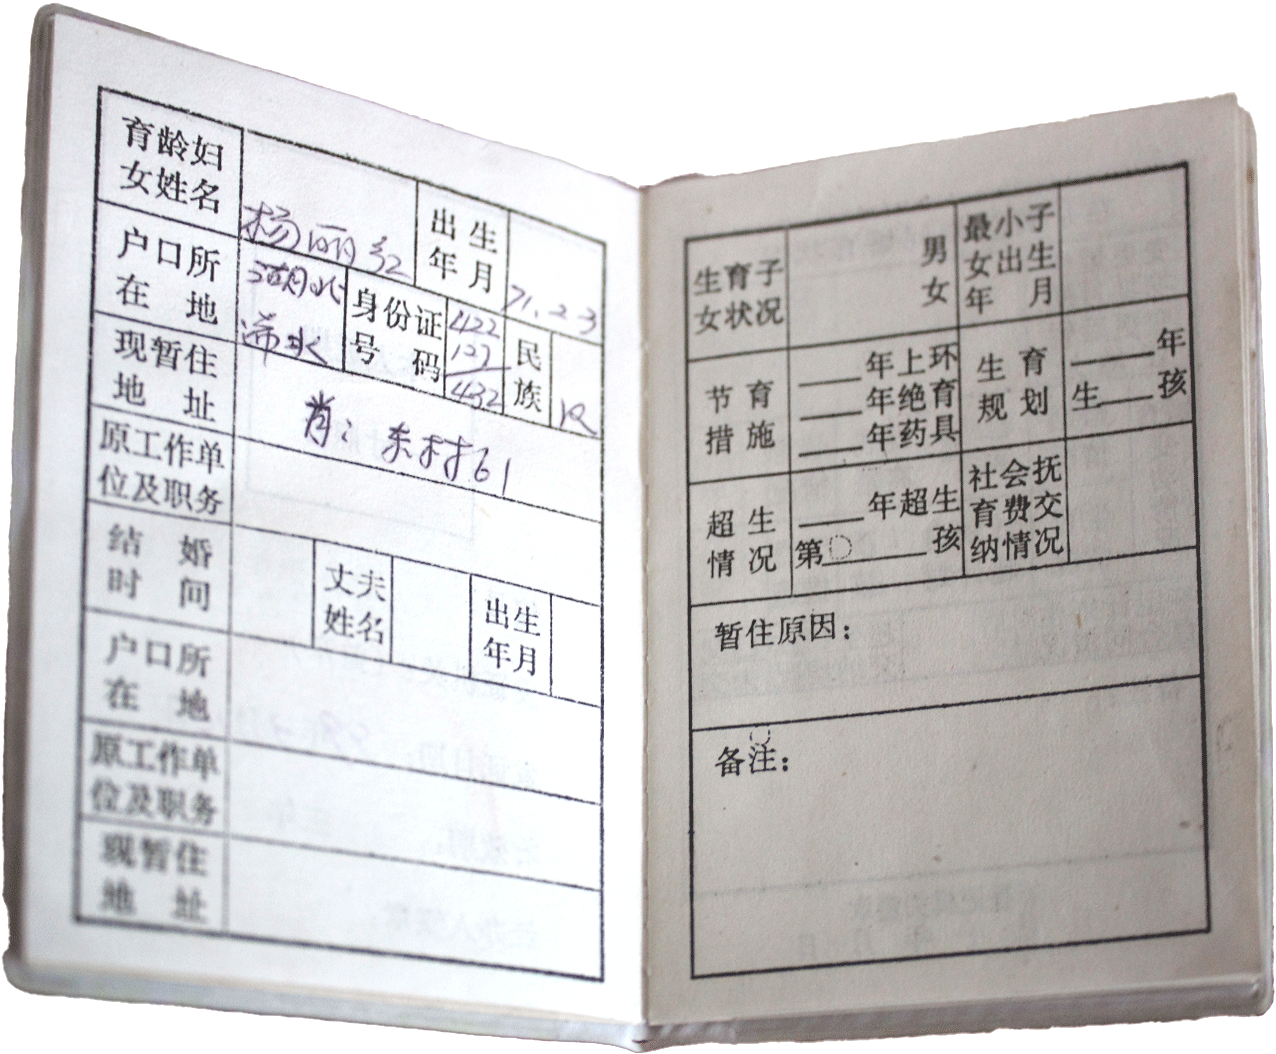 育龄妇
女姓名
杨丽红
出生
年月
71.2.3
户口所
在地
湖北
浠水
身份证
号码
422
127
432
民
族
汉
现暂住
地址
肖:东村61
原工作单
位及职务
结婚
时间
丈夫
姓名
出生
年月
户口所
在地
原工作单
位及职务
现暂住
地址
生育子
女状况
男
女
最小子
女出生
年月
节育
措施
____年上环
____年绝育
____年药具
生育
规划
____年
生____孩
超生
情况
____年超生
第____孩
社会抚
育费交
纳情况
暂住原因:
备注: